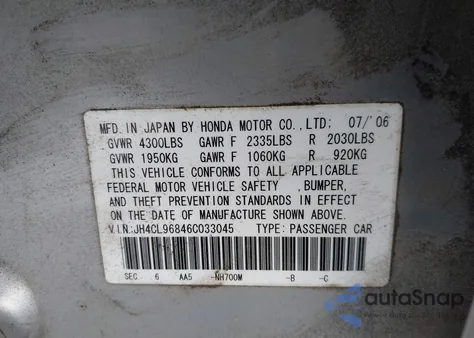 MFD. IN JAPAN BY HONDA MOTOR CO., LTD; 07/'06
GVWR 4300LBS GAWR F 2335LBS R 2030LBS
GVWR 1950KG GAWR F 1060KG R 920KG
THIS VEHICLE CONFORMS TO ALL APPLICABLE
FEDERAL MOTOR VEHICLE SAFETY , BUMPER,
AND THEFT PREVENTION STANDARDS IN EFFECT
ON THE DATE OF MANUFACTURE SHOWN ABOVE.
V.I.N:JH4CL96846C033045 TYPE: PASSENGER CAR
SEC 6 AA5 -NH700M -B -C
autoSnap